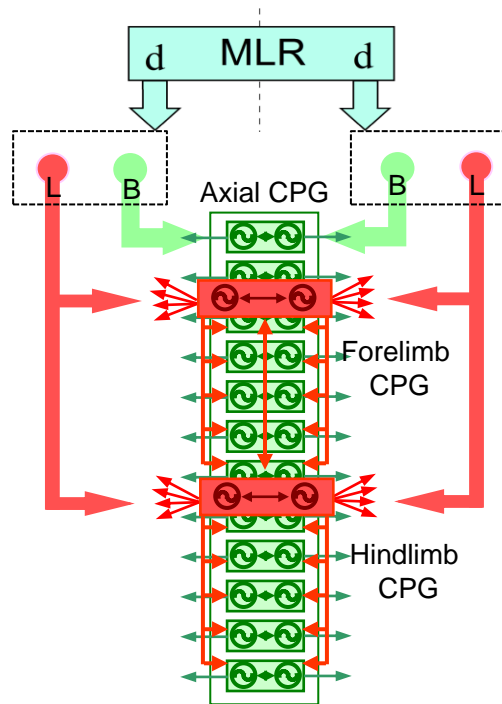 MLR
d d
L B B L
Axial CPG
Forelimb
CPG
Hindlimb
CPG